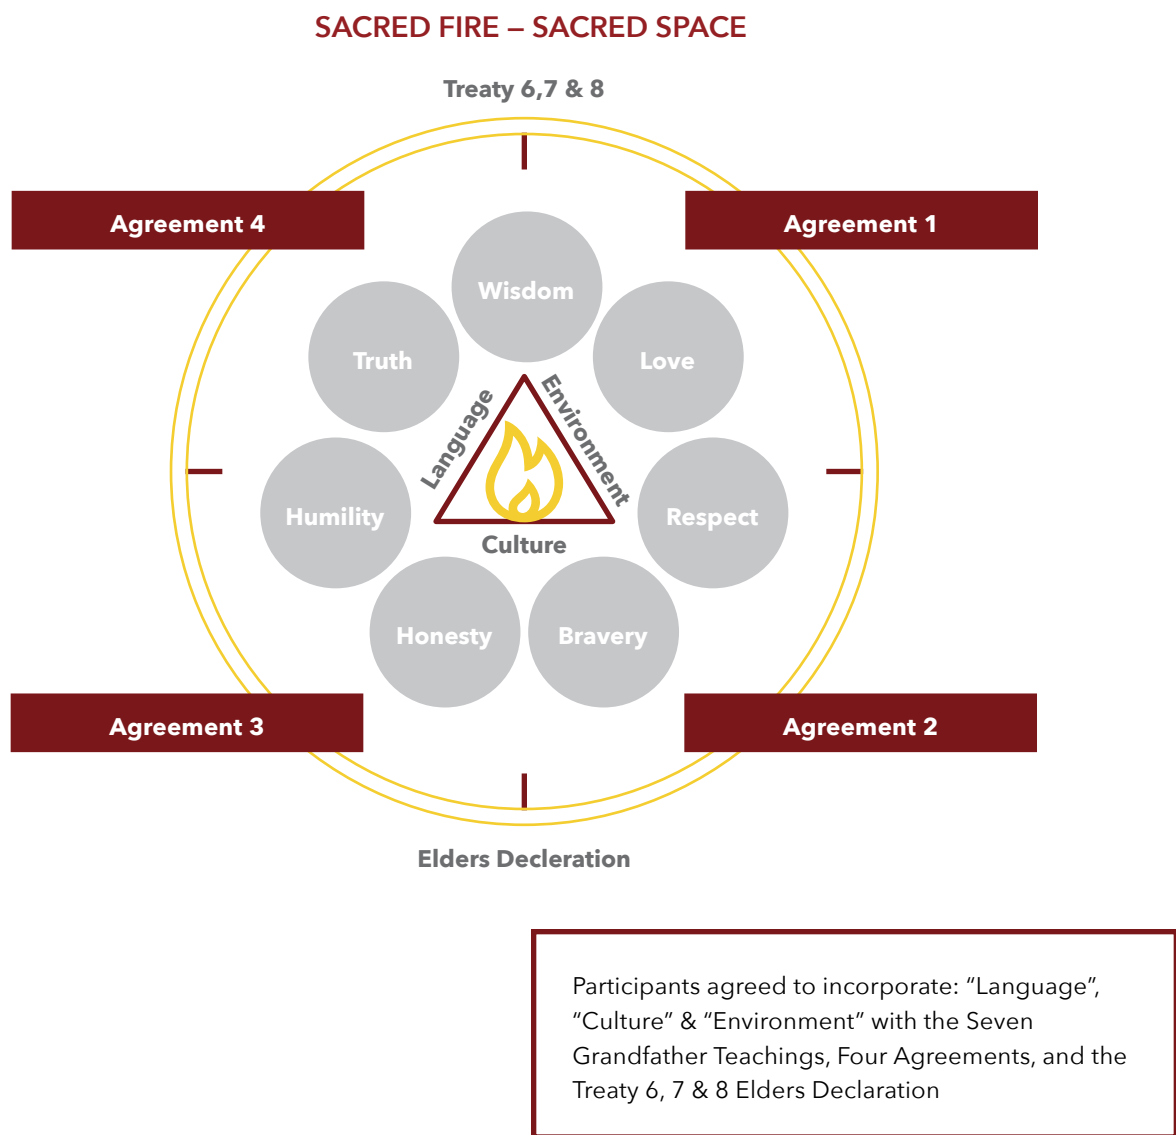 SACRED FIRE – SACRED SPACE
Treaty 6,7 & 8
Agreement 4
Agreement 1
Wisdom
Truth
Love
Language
Environment
Humility
Respect
Culture
Honesty
Bravery
Agreement 3
Agreement 2
Elders Decleration
Participants agreed to incorporate: “Language”,
“Culture” & “Environment” with the Seven
Grandfather Teachings, Four Agreements, and the
Treaty 6, 7 & 8 Elders Declaration